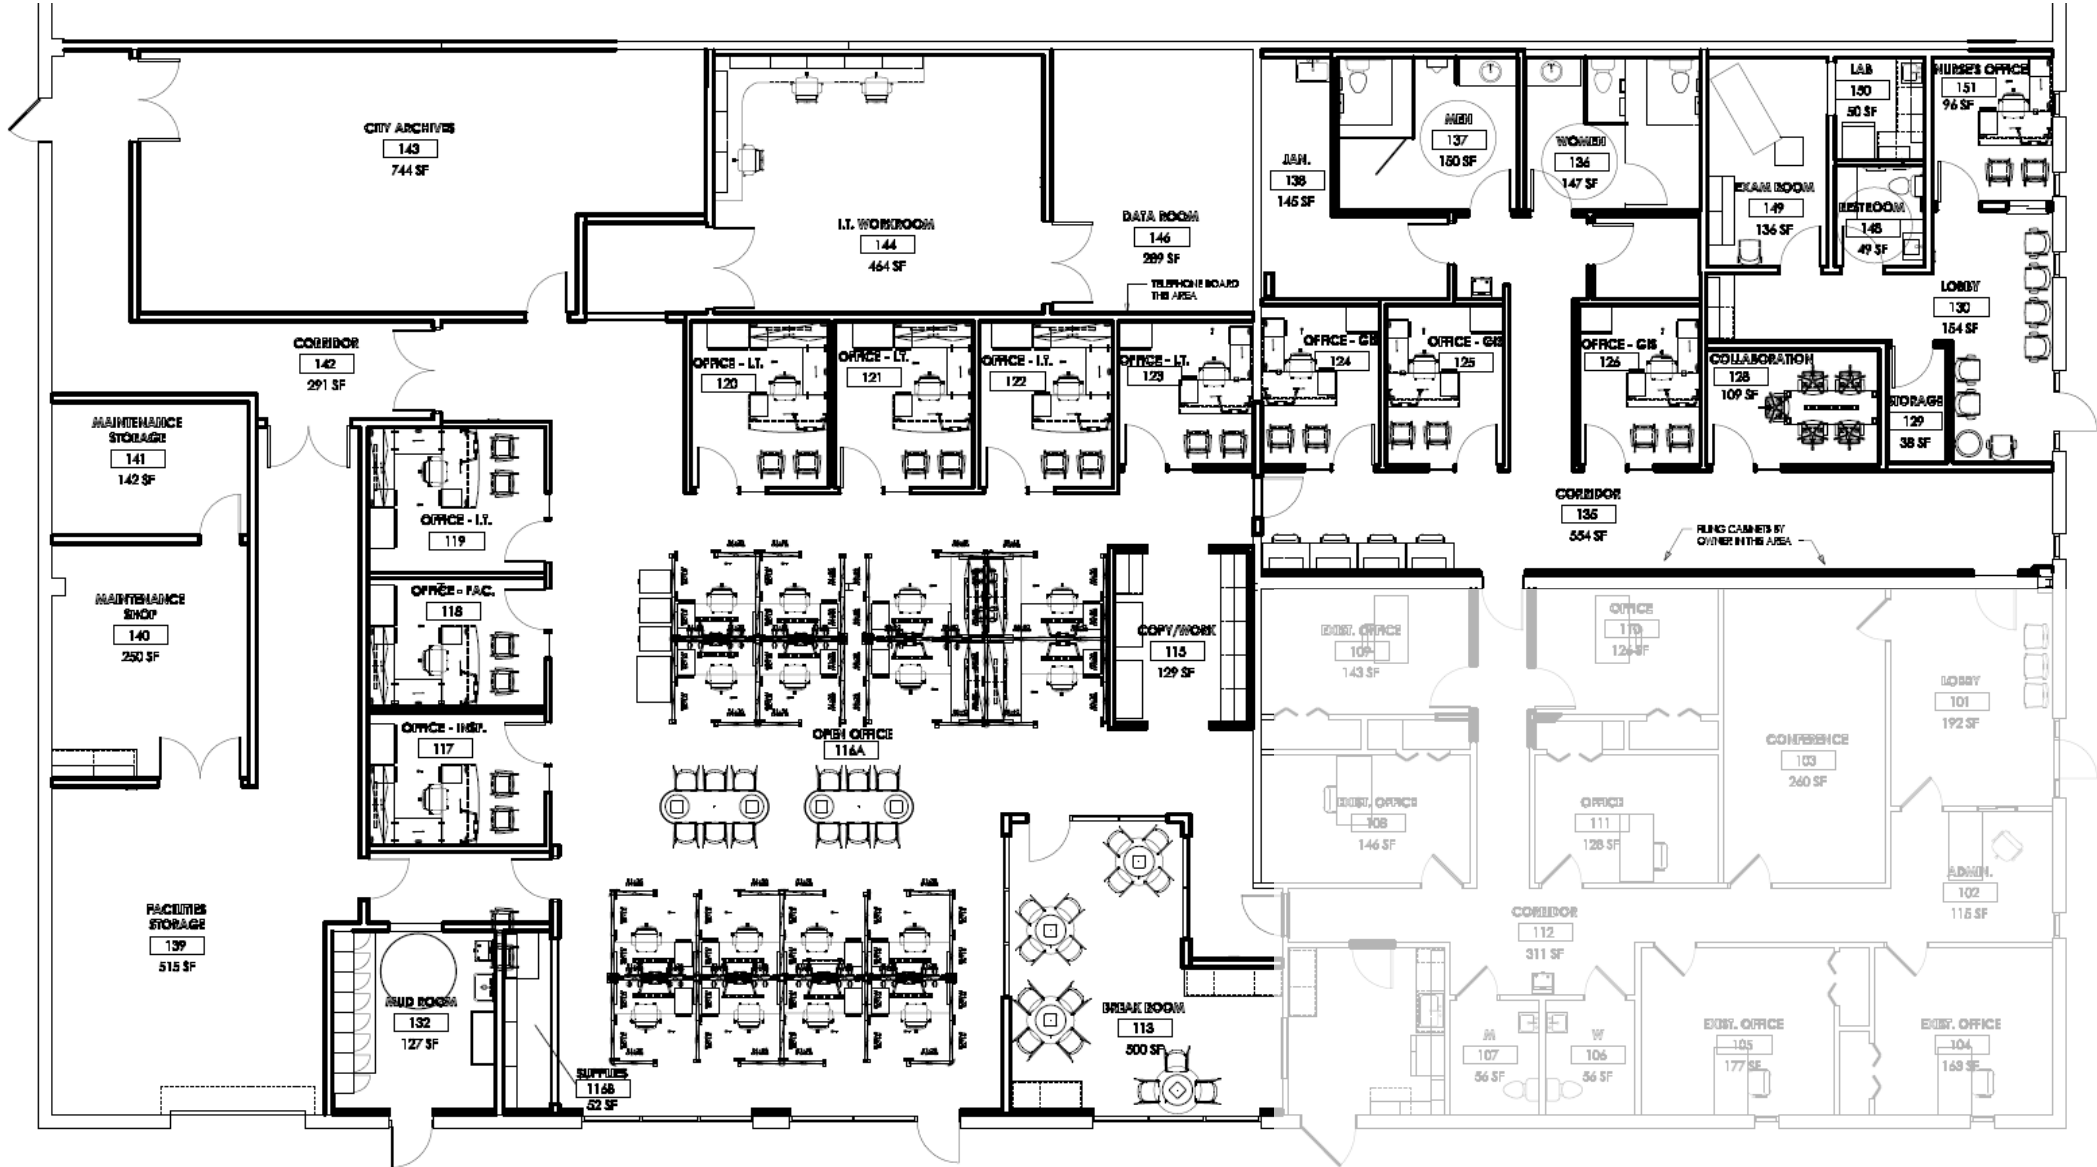 CITY ARCHIVES
143
744 SF
I.T. WORKROOM
144
464 SF
DATA ROOM
146
289 SF
TELEPHONE BOARD
THIS AREA
JAN.
138
145 SF
MEN
137
150 SF
WOMEN
136
147 SF
EXAM ROOM
149
136 SF
LAB
150
50 SF
NURSE'S OFFICE
151
96 SF
RESTROOM
148
49 SF
LOBBY
130
154 SF
CORRIDOR
142
291 SF
OFFICE - I.T.
120
OFFICE - I.T.
121
OFFICE - I.T.
122
OFFICE - I.T.
123
OFFICE - GIS
124
OFFICE - GIS
125
OFFICE - GIS
126
COLLABORATION
128
109 SF
STORAGE
129
38 SF
MAINTENANCE
STORAGE
141
142 SF
OFFICE - I.T.
119
CORRIDOR
135
554 SF
FILING CABINETS BY
OWNER IN THIS AREA
MAINTENANCE
SHOP
140
250 SF
OFFICE - FAC.
118
COPY/WORK
115
129 SF
EXIST. OFFICE
109
143 SF
OFFICE
110
126 SF
LOBBY
101
192 SF
OFFICE - INSP.
117
OPEN OFFICE
116A
CONFERENCE
103
260 SF
EXIST. OFFICE
108
146 SF
OFFICE
111
128 SF
ADMIN.
102
115 SF
FACILITIES
STORAGE
139
515 SF
CORRIDOR
112
311 SF
MUD ROOM
132
127 SF
SUPPLIES
116B
52 SF
BREAK ROOM
113
500 SF
M
107
56 SF
W
106
56 SF
EXIST. OFFICE
105
177 SF
EXIST. OFFICE
104
163 SF